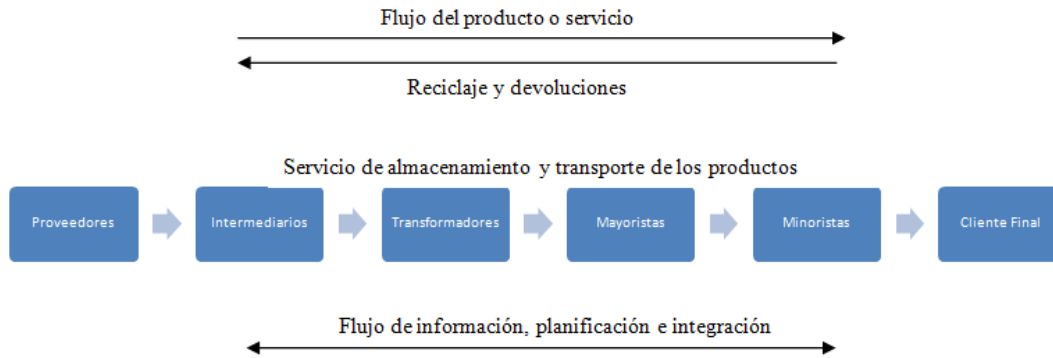 Flujo del producto o servicio
Reciclaje y devoluciones
Servicio de almacenamiento y transporte de los productos
Proveedores
Intermediarios
Transformadores
Mayoristas
Minoristas
Cliente Final
Flujo de información, planificación e integración